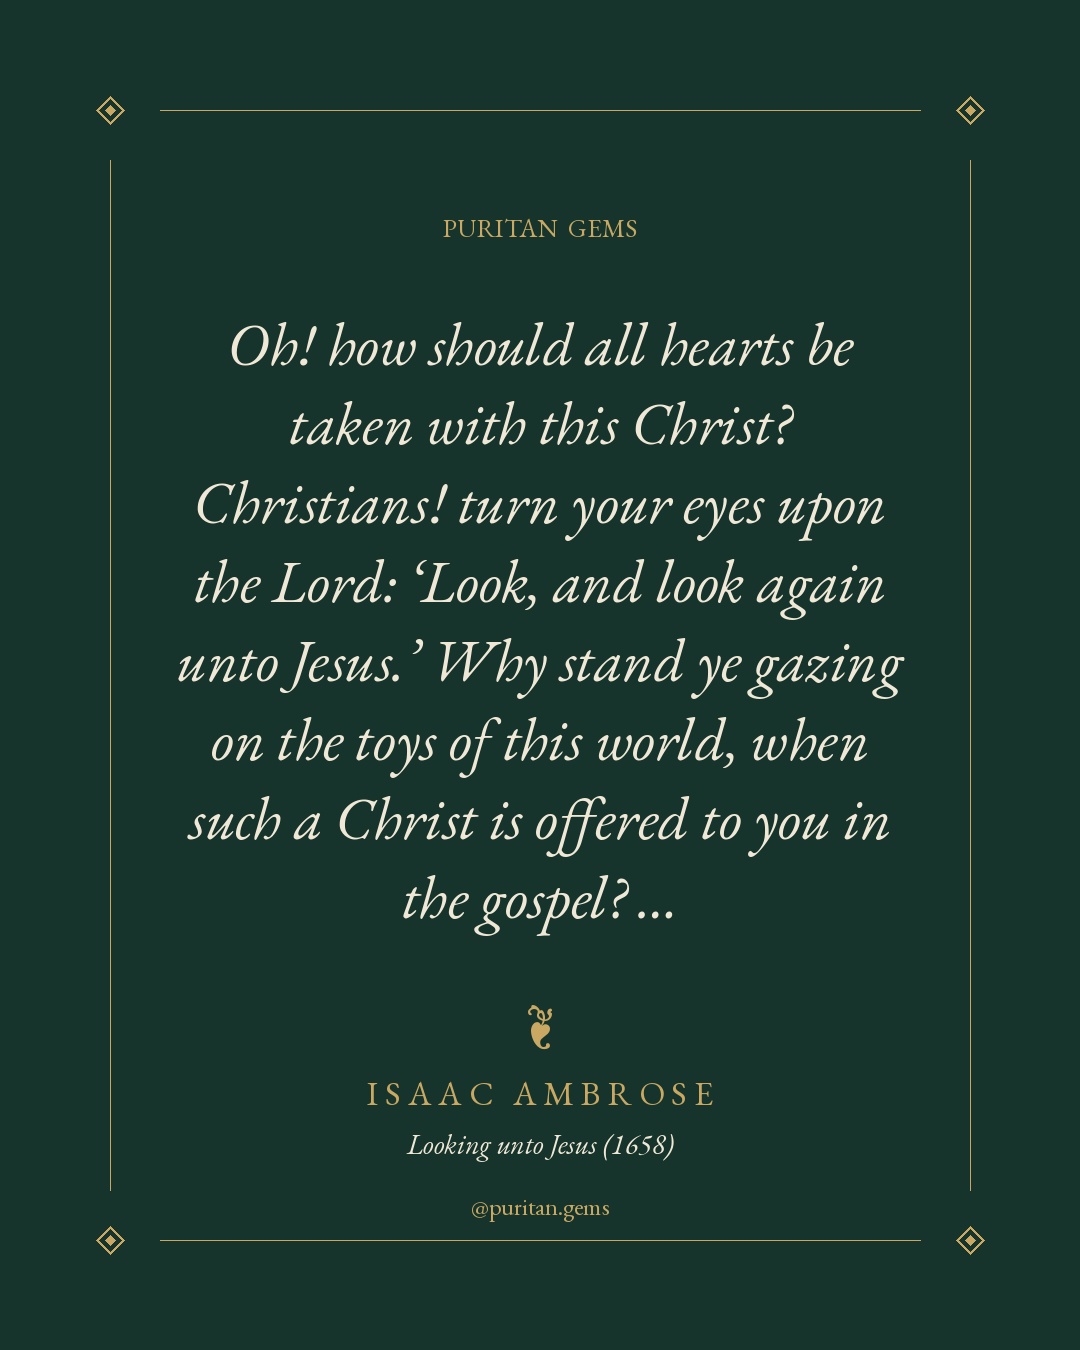 PURITAN GEMS
Oh! how should all hearts be
taken with this Christ?
Christians! turn your eyes upon
the Lord: ‘Look, and look again
unto Jesus.’ Why stand ye gazing
on the toys of this world, when
such a Christ is offered to you in
the gospel? ...
ISAAC AMBROSE
Looking unto Jesus (1658)
@puritan.gems